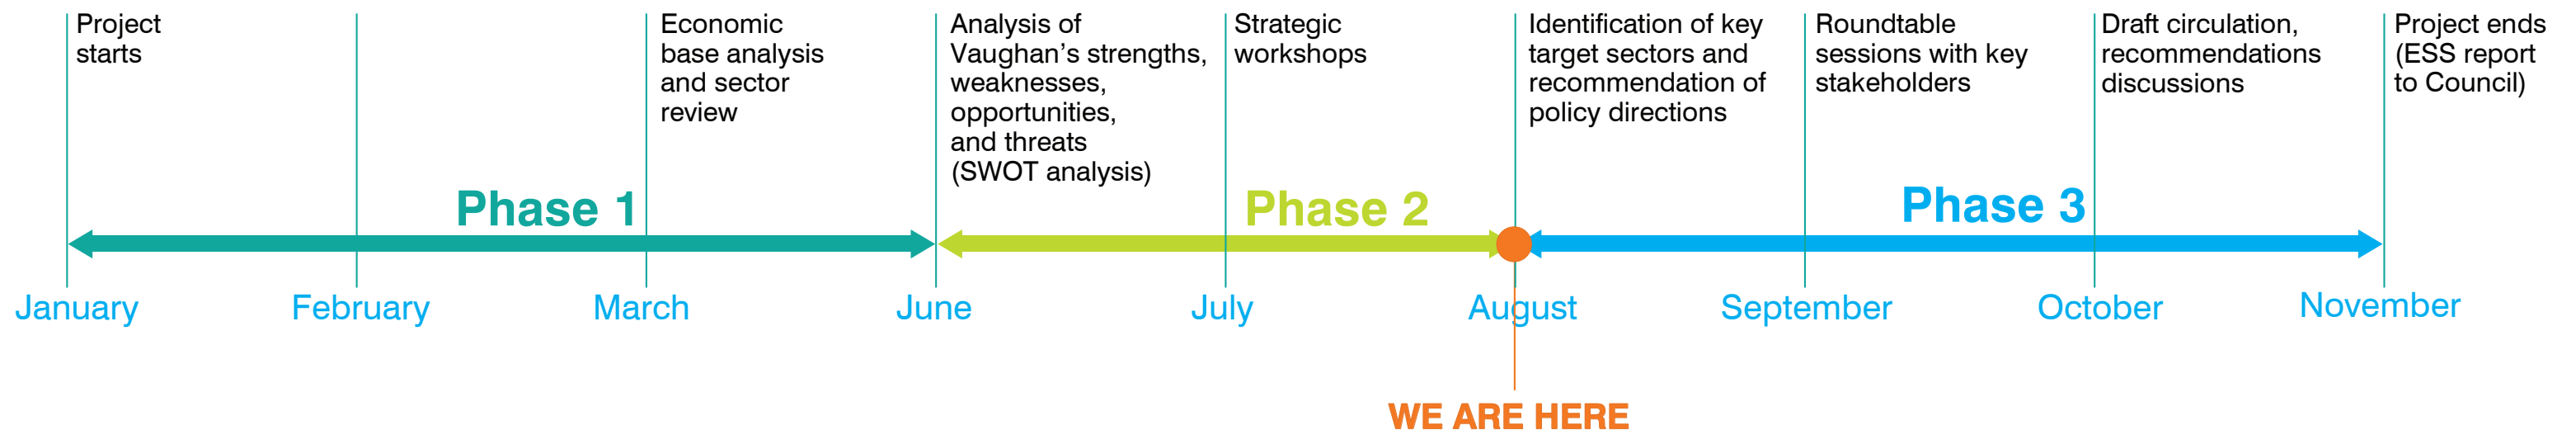 Project
starts
Economic
base analysis
and sector
review
Analysis of
Vaughan’s strengths,
weaknesses,
opportunities,
and threats
(SWOT analysis)
Strategic
workshops
Identification of key
target sectors and
recommendation of
policy directions
Roundtable
sessions with key
stakeholders
Draft circulation,
recommendations
discussions
Project ends
(ESS report
to Council)
Phase 1
Phase 2
Phase 3
January
February
March
June
July
August
September
October
November
WE ARE HERE